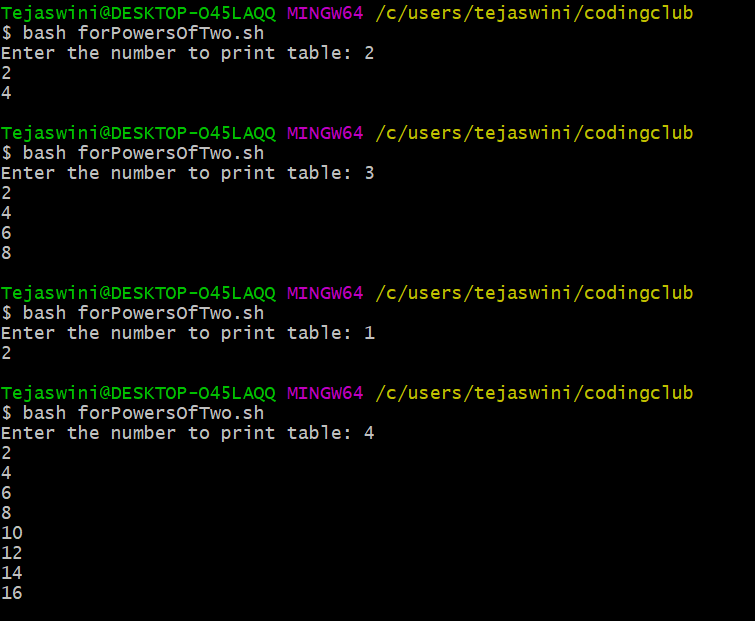 Tejaswini@DESKTOP-O45LAQQ MINGW64 /c/users/tejaswini/codingclub
$ bash forPowersOfTwo.sh
Enter the number to print table: 2
2
4
Tejaswini@DESKTOP-O45LAQQ MINGW64 /c/users/tejaswini/codingclub
$ bash forPowersOfTwo.sh
Enter the number to print table: 3
2
4
6
8
Tejaswini@DESKTOP-O45LAQQ MINGW64 /c/users/tejaswini/codingclub
$ bash forPowersOfTwo.sh
Enter the number to print table: 1
2
Tejaswini@DESKTOP-O45LAQQ MINGW64 /c/users/tejaswini/codingclub
$ bash forPowersOfTwo.sh
Enter the number to print table: 4
2
4
6
8
10
12
14
16